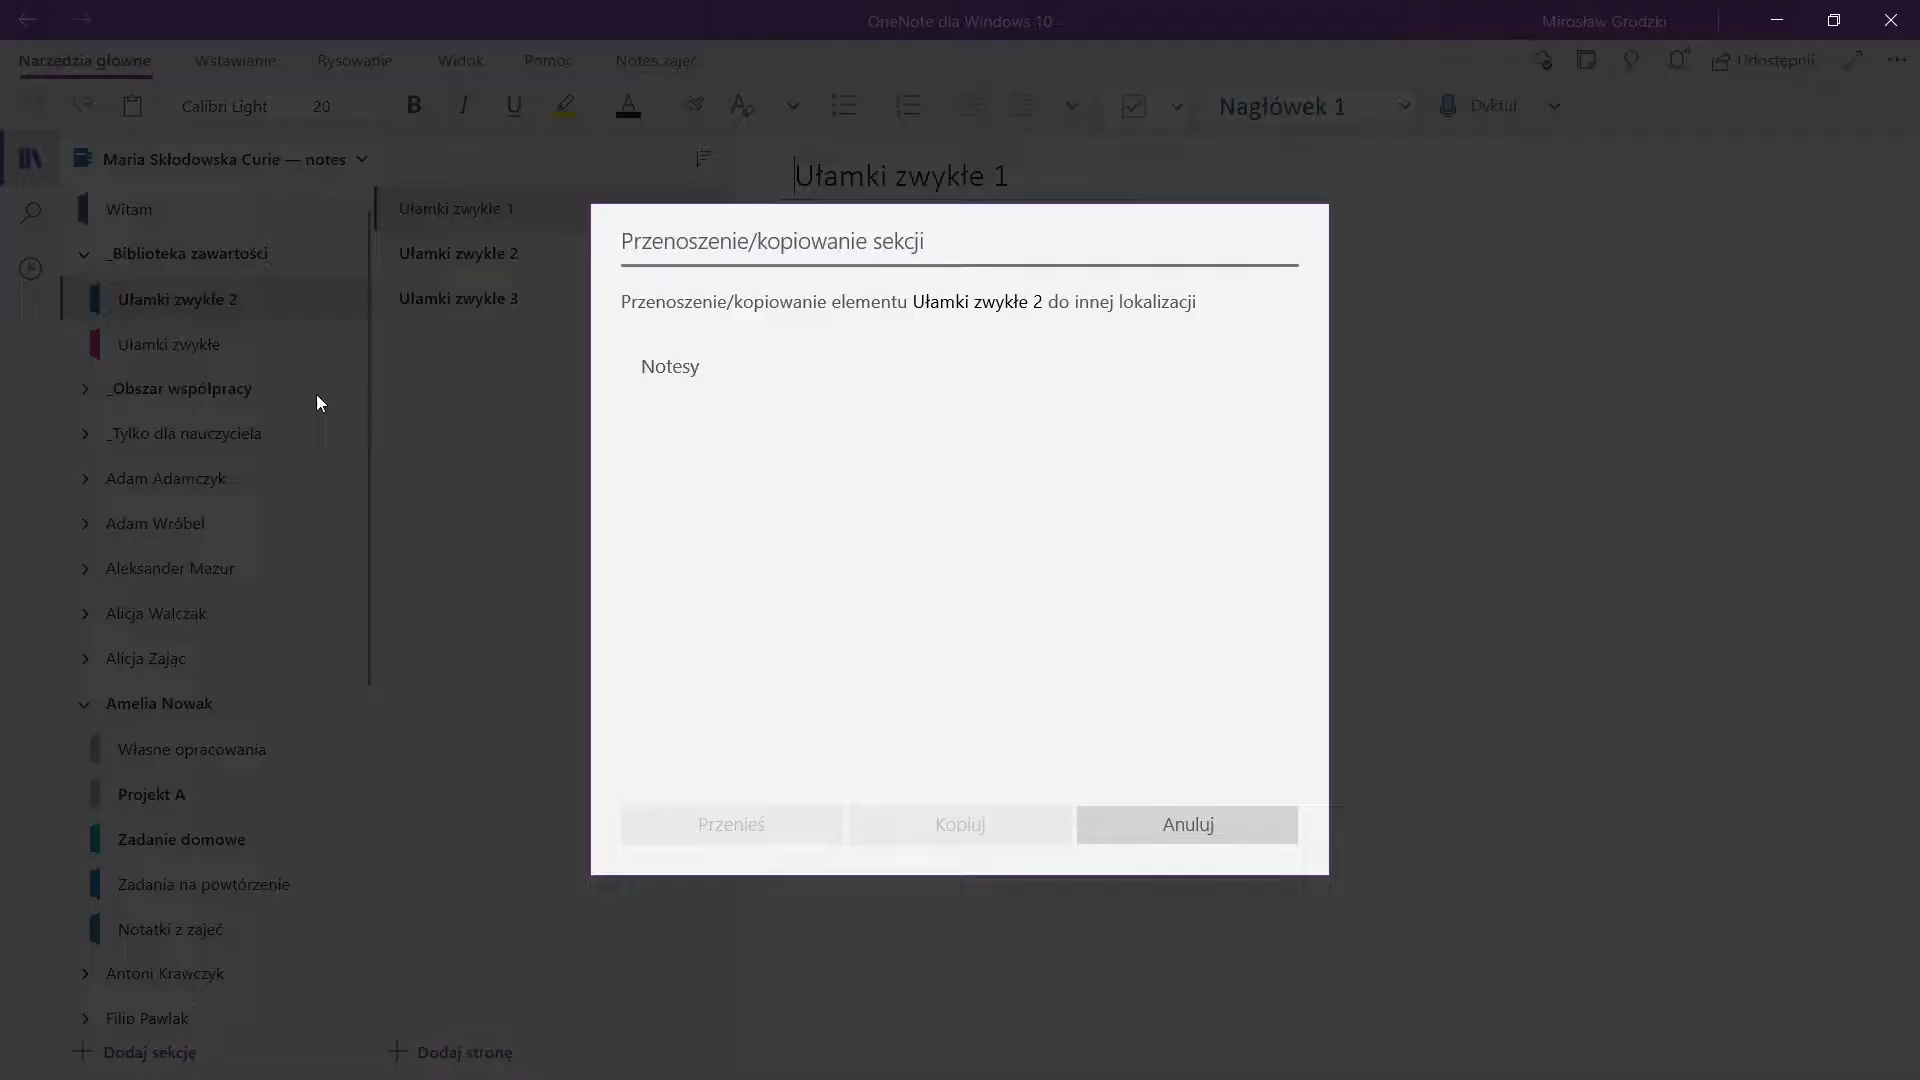 OneNote dla Windows 10
Mirosław Grodzki
Narzędzia główne
Wstawianie
Rysowanie
Widok
Pomoc
Notes zajęć
Udostępnij
Calibri Light
20
B
I
U
A
Nagłówek 1
Dyktuj
Maria Skłodowska Curie — notes
Witam
_Biblioteka zawartości
Ułamki zwykłe 2
Ułamki zwykłe
_Obszar współpracy
_Tylko dla nauczyciela
Adam Adamczyk
Adam Wróbel
Aleksander Mazur
Alicja Walczak
Alicja Zając
Amelia Nowak
Własne opracowania
Projekt A
Zadanie domowe
Zadania na powtórzenie
Notatki z zajęć
Antoni Krawczyk
Filip Pawlak
Dodaj sekcję
Ułamki zwykłe 1
Ułamki zwykłe 2
Ułamki zwykłe 3
Dodaj stronę
Ułamki zwykłe 1
Przenoszenie/kopiowanie sekcji
Przenoszenie/kopiowanie elementu Ułamki zwykłe 2 do innej lokalizacji
Notesy
Przenieś
Kopiuj
Anuluj